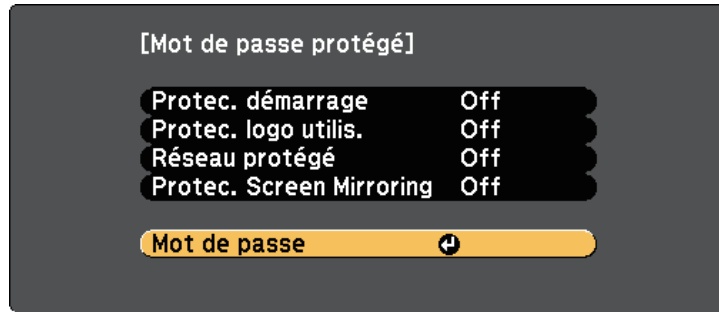 [Mot de passe protégé]
Protec. démarrage Off
Protec. logo utilis. Off
Réseau protégé Off
Protec. Screen Mirroring Off
Mot de passe